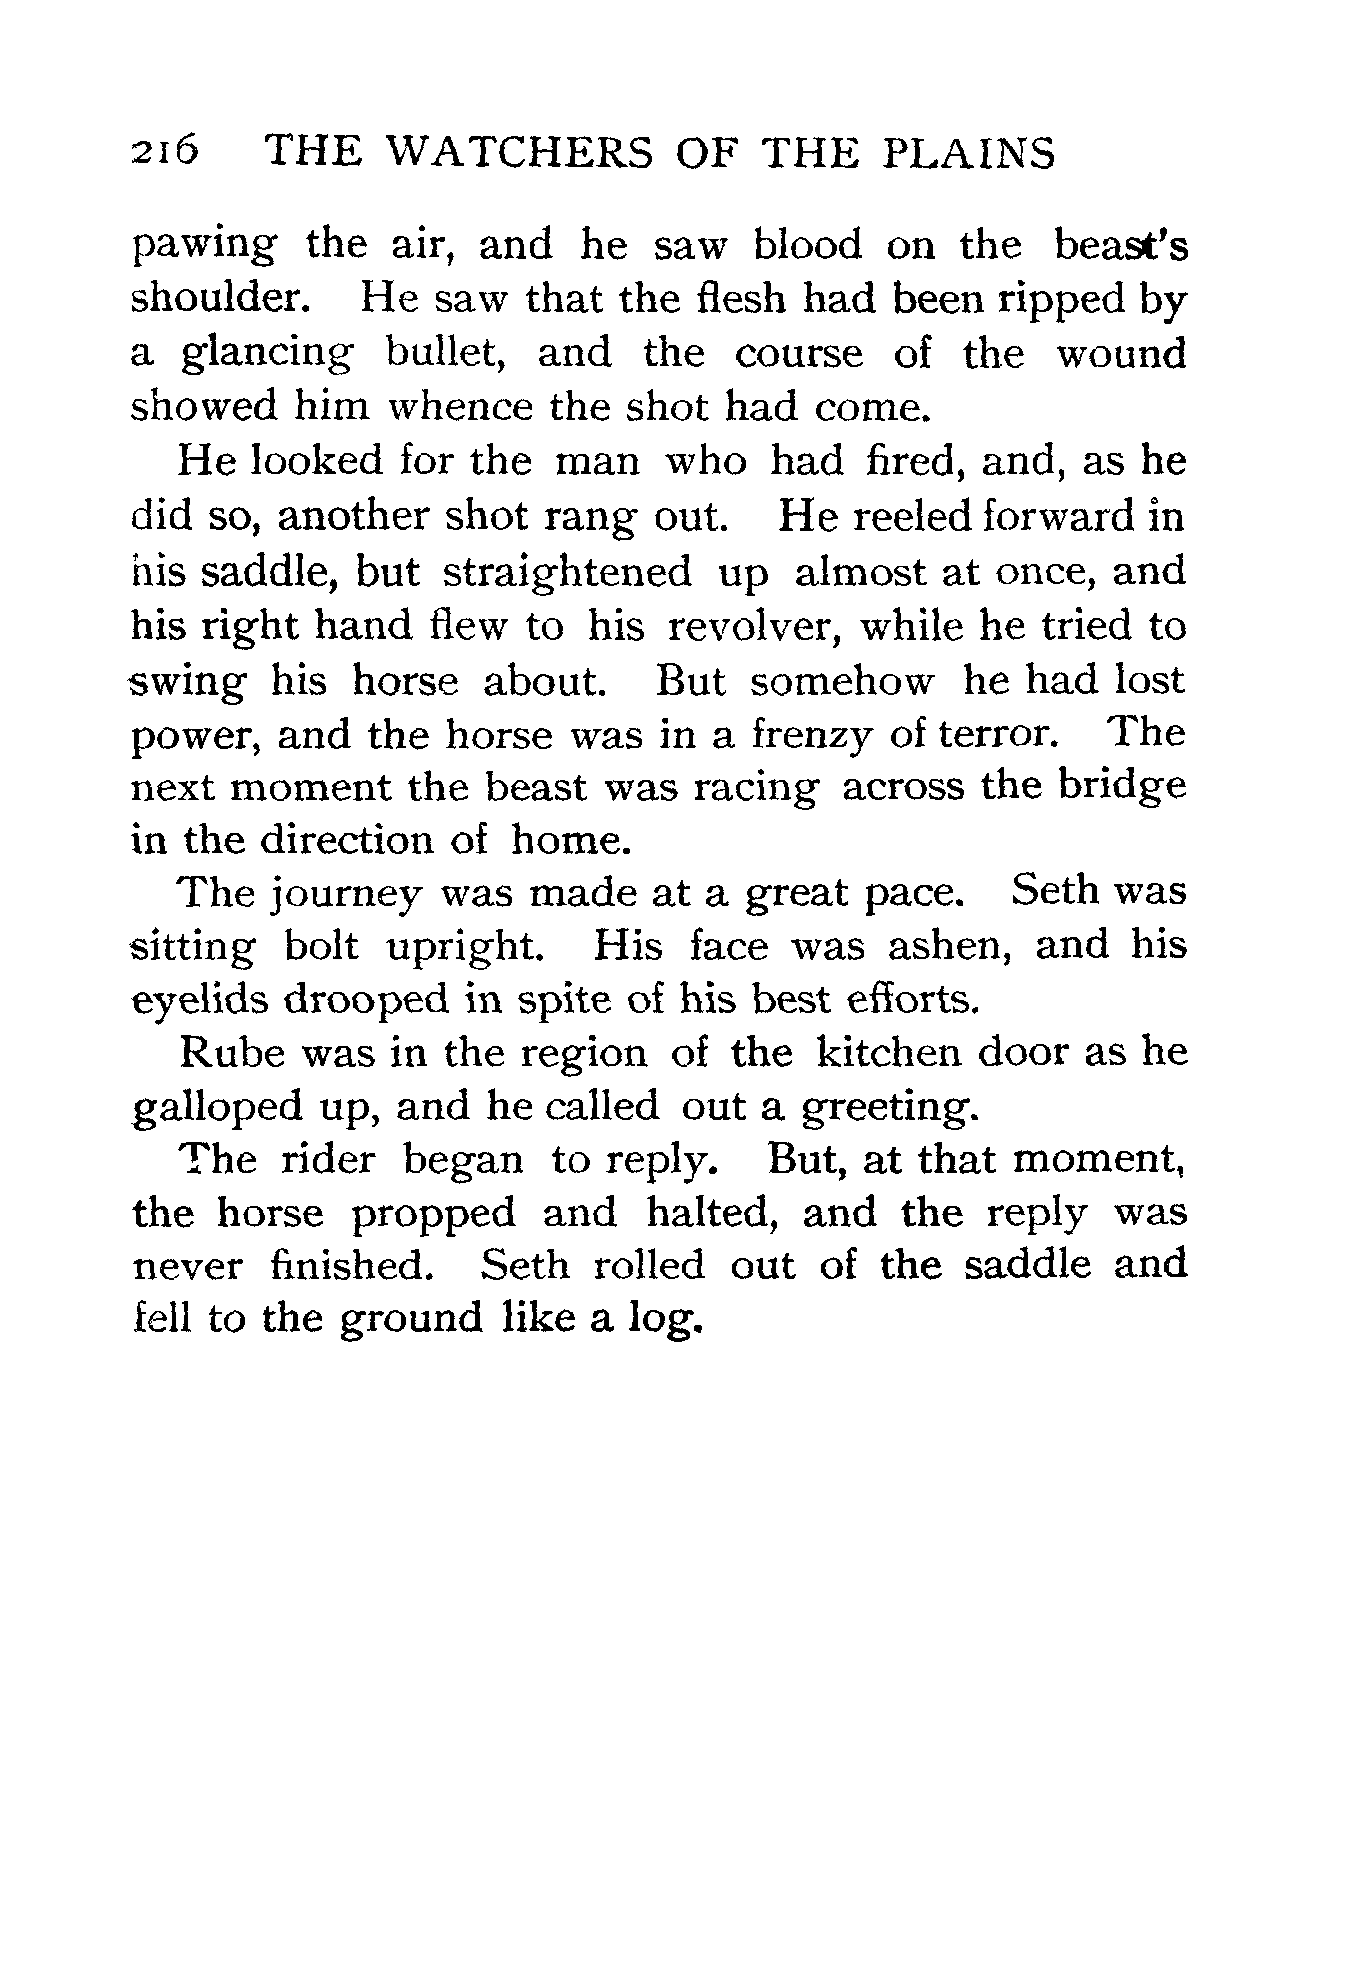 216 THE WATCHERS OF THE PLAINS
pawing the air, and he saw blood on the beast's
shoulder. He saw that the flesh had been ripped by
a glancing bullet, and the course of the wound
showed him whence the shot had come.
He looked for the man who had fired, and, as he
did so, another shot rang out. He reeled forward in
his saddle, but straightened up almost at once, and
his right hand flew to his revolver, while he tried to
swing his horse about. But somehow he had lost
power, and the horse was in a frenzy of terror. The
next moment the beast was racing across the bridge
in the direction of home.
The journey was made at a great pace. Seth was
sitting bolt upright. His face was ashen, and his
eyelids drooped in spite of his best efforts.
Rube was in the region of the kitchen door as he
galloped up, and he called out a greeting.
The rider began to reply. But, at that moment,
the horse propped and halted, and the reply was
never finished. Seth rolled out of the saddle and
fell to the ground like a log.